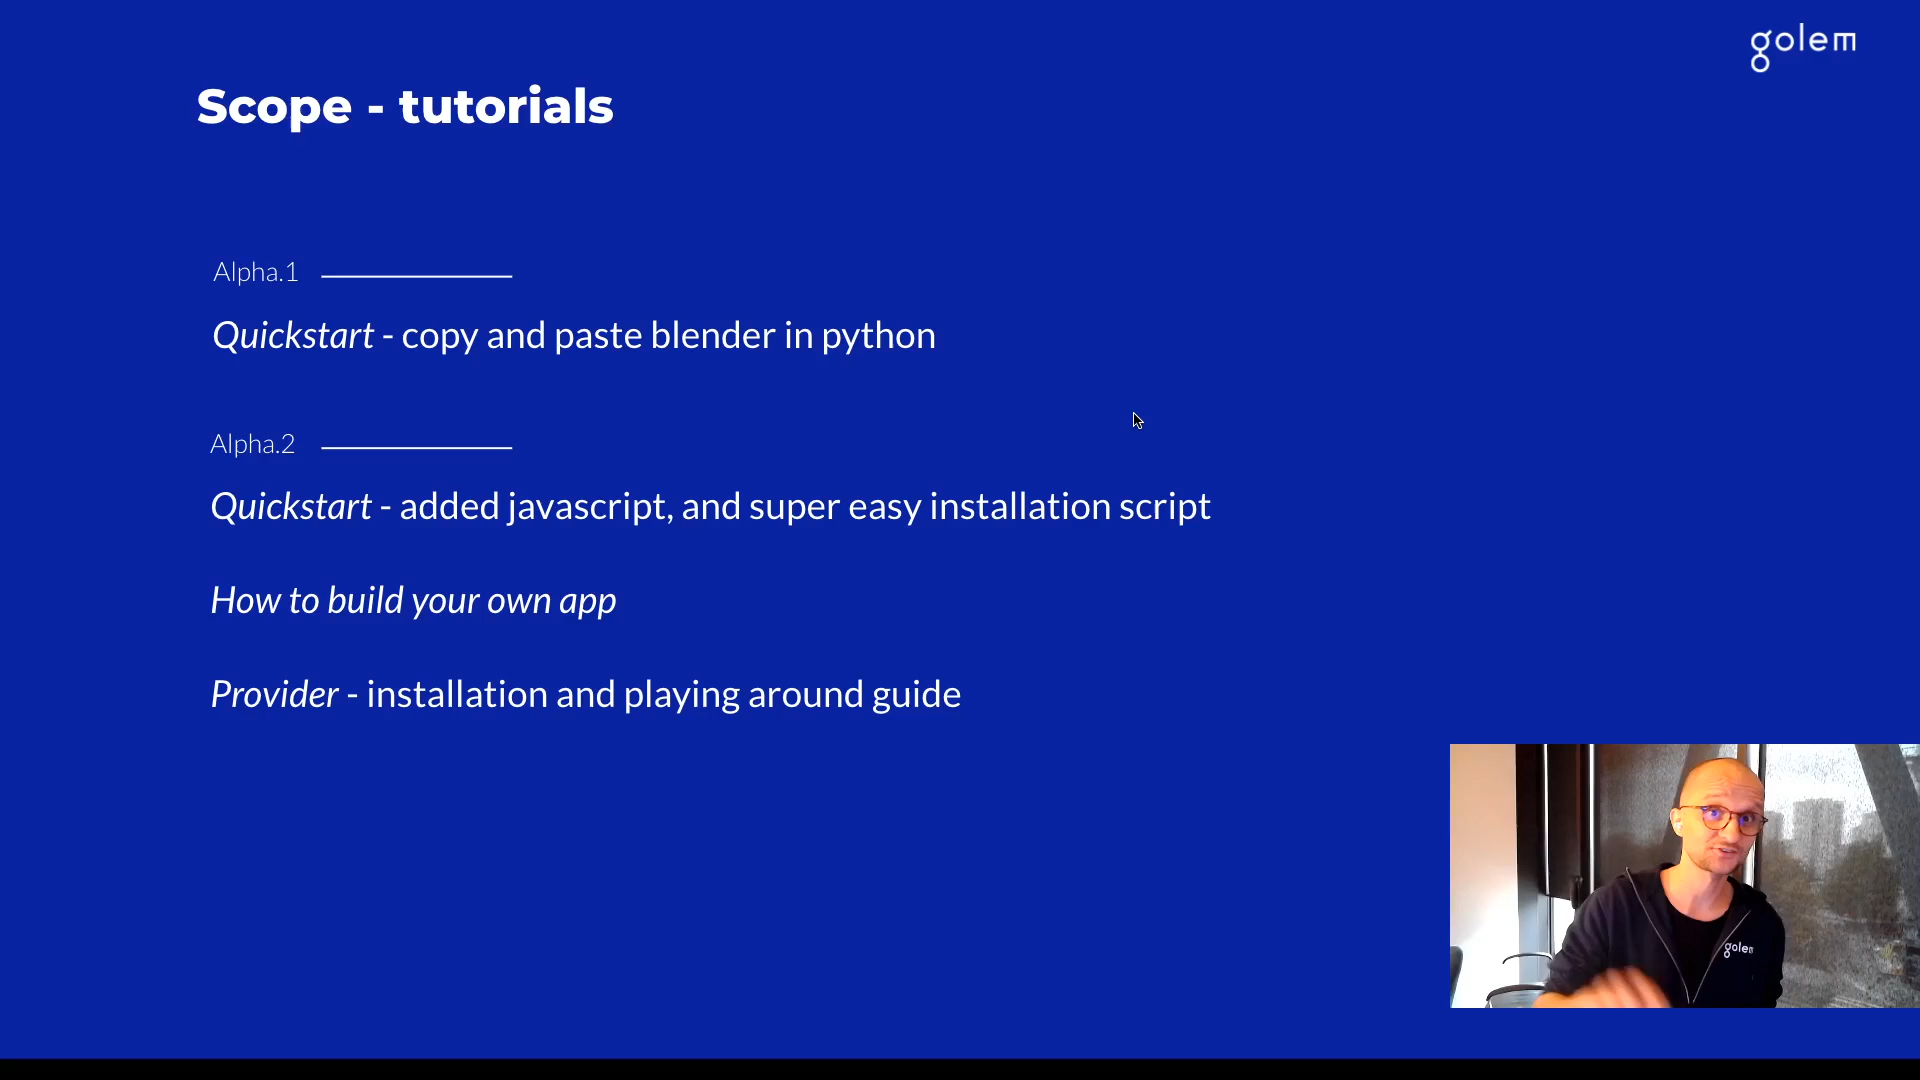 golem
Scope - tutorials
Alpha.1
Quickstart - copy and paste blender in python
Alpha.2
Quickstart - added javascript, and super easy installation script
How to build your own app
Provider - installation and playing around guide
golem